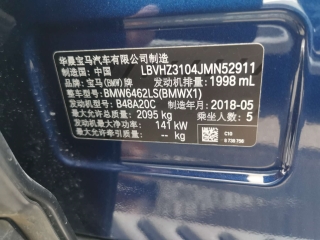 华晨宝马汽车有限公司制造
制造国：中国 LBVHZ3104JMN52911
品牌：宝马(BMW)牌 发动机排量：1998 mL
整车型号：BMW6462LS(BMWX1)
发动机型号：B48A20C 制造年月：2018-05
最大允许总质量：2095 kg 乘坐人数：5
发动机最大净功率：141 kW
最大允许牵引质量：--kg
C10